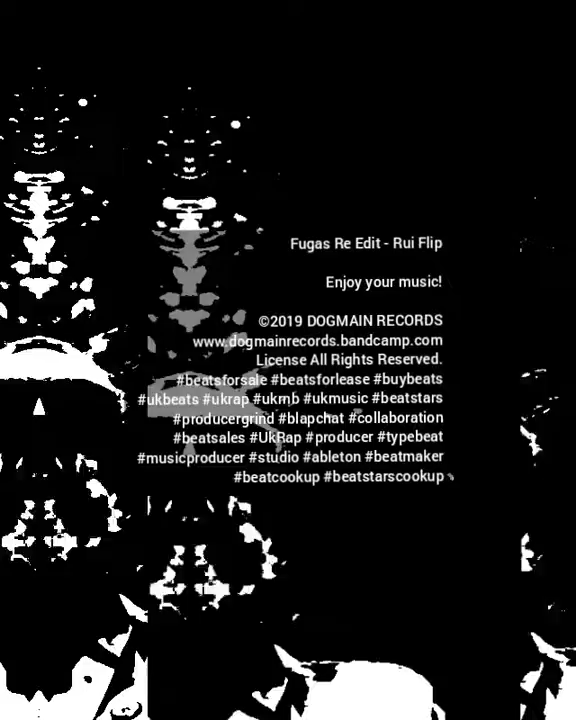 Fugas Re Edit - Rui Flip
Enjoy your music!
©2019 DOGMAIN RECORDS
www.dogmainrecords.bandcamp.com
License All Rights Reserved.
#beatsforsale #beatsforlease #buybeats
#ukbeats #ukrap #ukrnb #ukmusic #beatstars
#producergrind #blapchat #collaboration
#beatsales #UkRap #producer #typebeat
#musicproducer #studio #ableton #beatmaker
#beatcookup #beatstarscookup